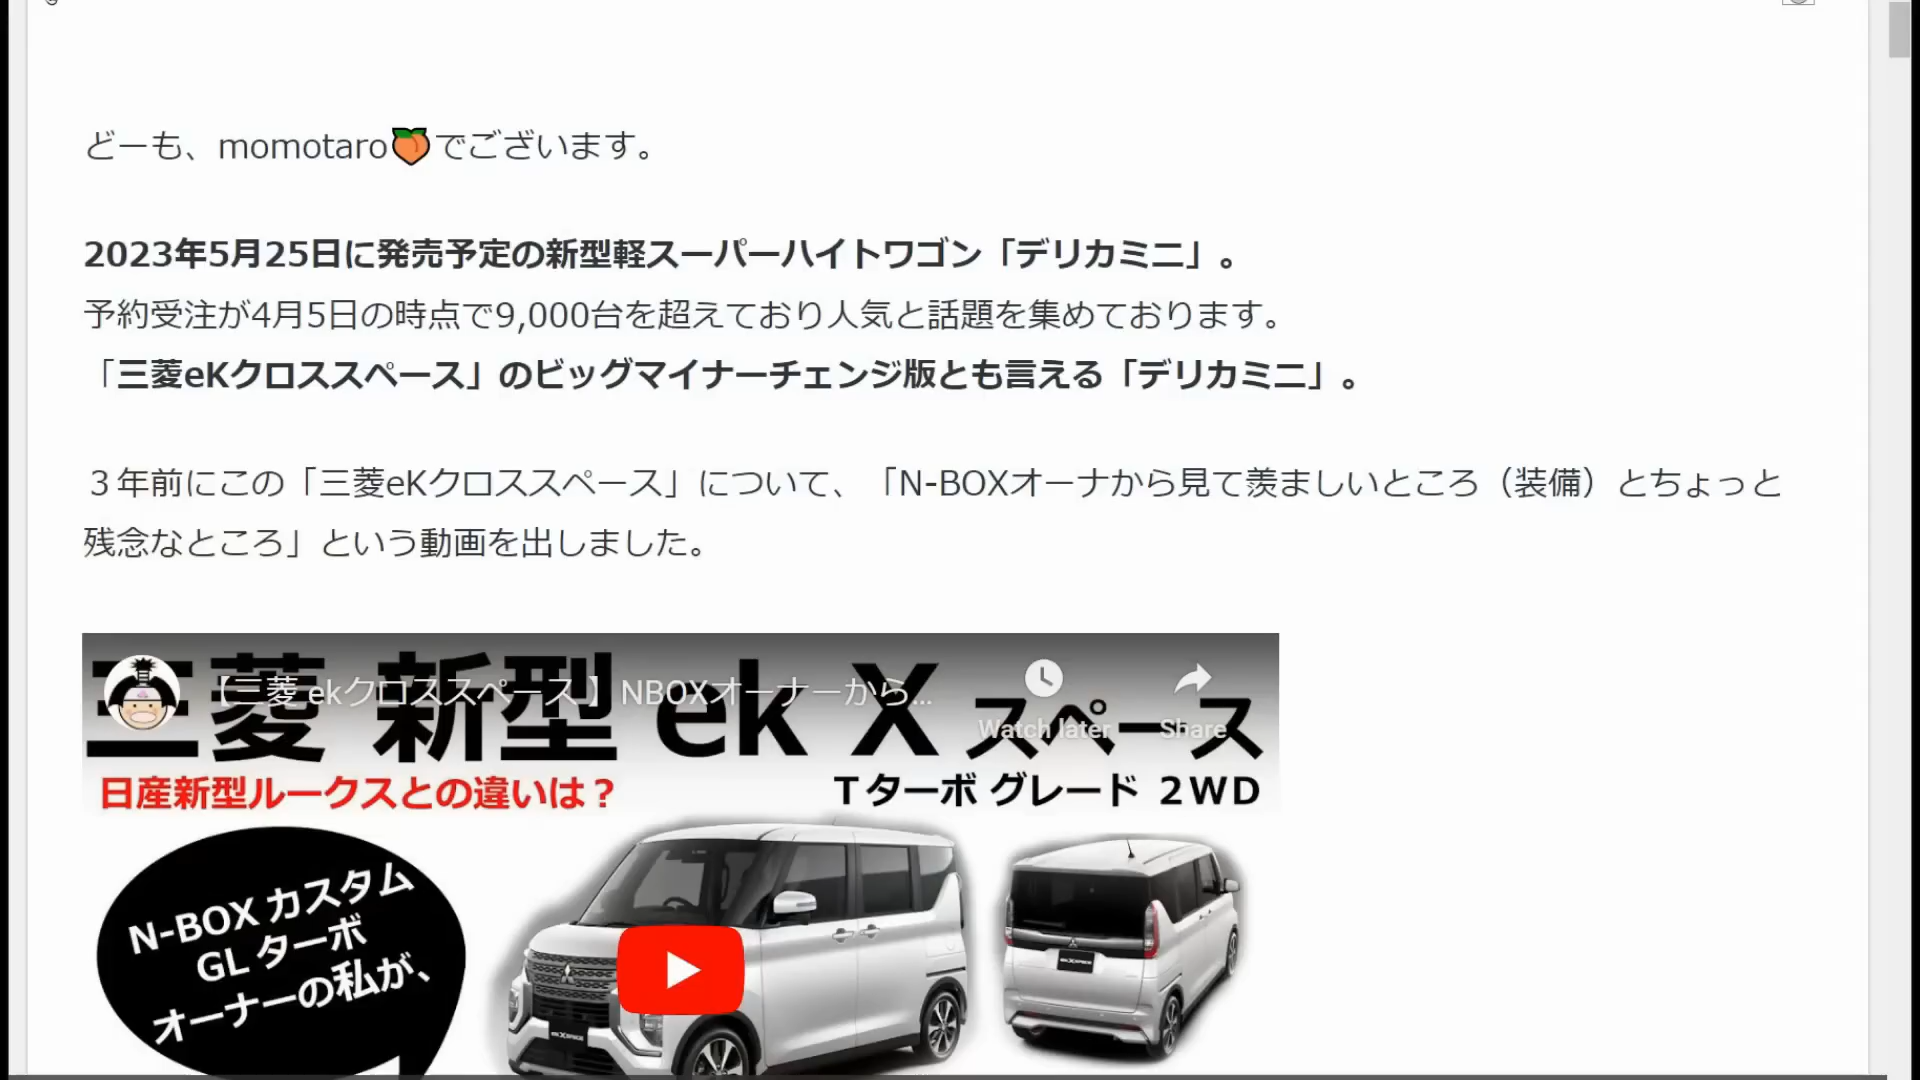 どーも、momotaro🍑でございます。
2023年5月25日に発売予定の新型軽スーパーハイトワゴン「デリカミニ」。
予約受注が4月5日の時点で9,000台を超えており人気と話題を集めております。
「三菱eKクロススペース」のビッグマイナーチェンジ版とも言える「デリカミニ」。
３年前にこの「三菱eKクロススペース」について、「N-BOXオーナから見て羨ましいところ（装備）とちょっと
残念なところ」という動画を出しました。
三菱 新型 ek X スペース
【三菱 ekクロススペース 】NBOXオーナーから...
Watch later
Share
日産新型ルークスとの違いは？
Tターボ グレード 2WD
N-BOX カスタム
GL ターボ
オーナーの私が、